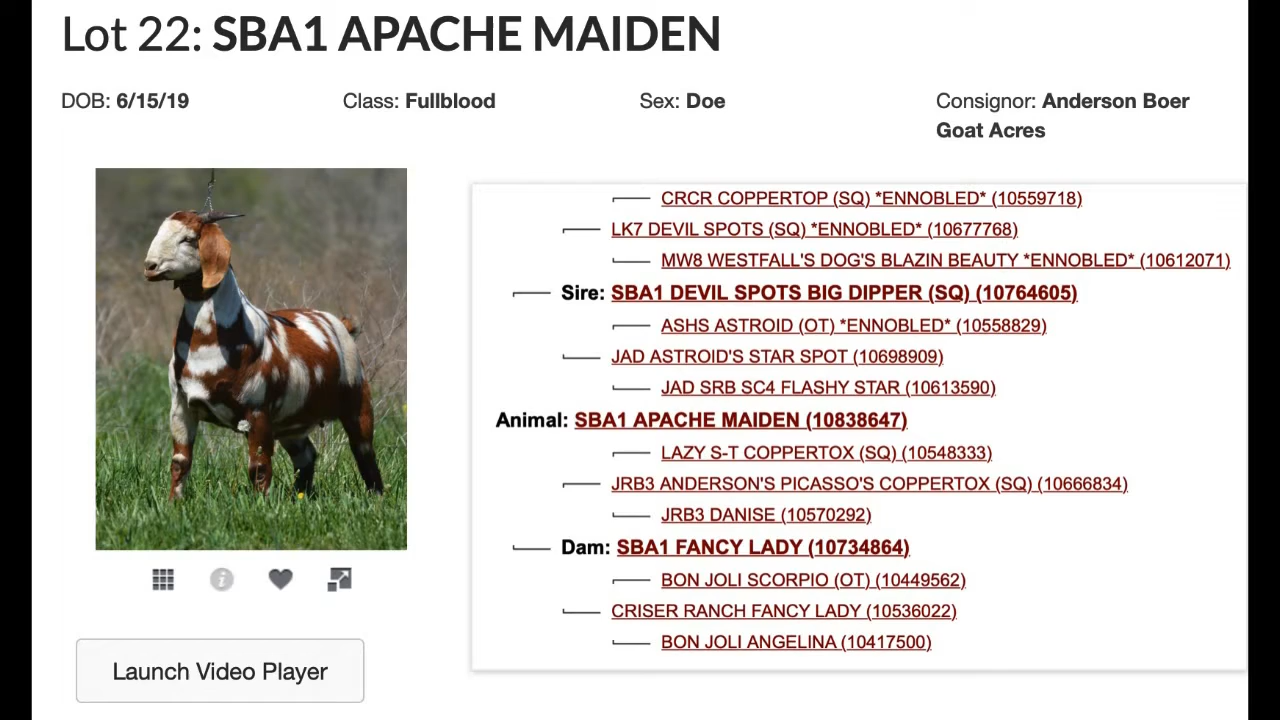 Lot 22: SBA1 APACHE MAIDEN
DOB: 6/15/19
Class: Fullblood
Sex: Doe
Consignor: Anderson Boer
Goat Acres
CRCR COPPERTOP (SQ) *ENNOBLED* (10559718)
LK7 DEVIL SPOTS (SQ) *ENNOBLED* (10677768)
MW8 WESTFALL'S DOG'S BLAZIN BEAUTY *ENNOBLED* (10612071)
Sire: SBA1 DEVIL SPOTS BIG DIPPER (SQ) (10764605)
ASHS ASTROID (OT) *ENNOBLED* (10558829)
JAD ASTROID'S STAR SPOT (10698909)
JAD SRB SC4 FLASHY STAR (10613590)
Animal: SBA1 APACHE MAIDEN (10838647)
LAZY S-T COPPERTOX (SQ) (10548333)
JRB3 ANDERSON'S PICASSO'S COPPERTOX (SQ) (10666834)
JRB3 DANISE (10570292)
Dam: SBA1 FANCY LADY (10734864)
BON JOLI SCORPIO (OT) (10449562)
CRISER RANCH FANCY LADY (10536022)
BON JOLI ANGELINA (10417500)
Launch Video Player